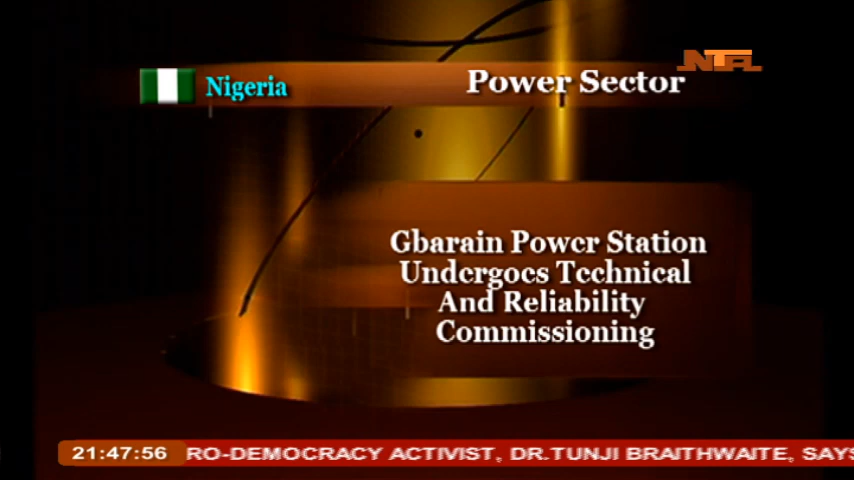 Nigeria
Power Sector
NTA
Gbarain Power Station
Undergoes Technical
And Reliability
Commissioning
21:47:56
RO-DEMOCRACY ACTIVIST, DR.TUNJI BRAITHWAITE, SAYS